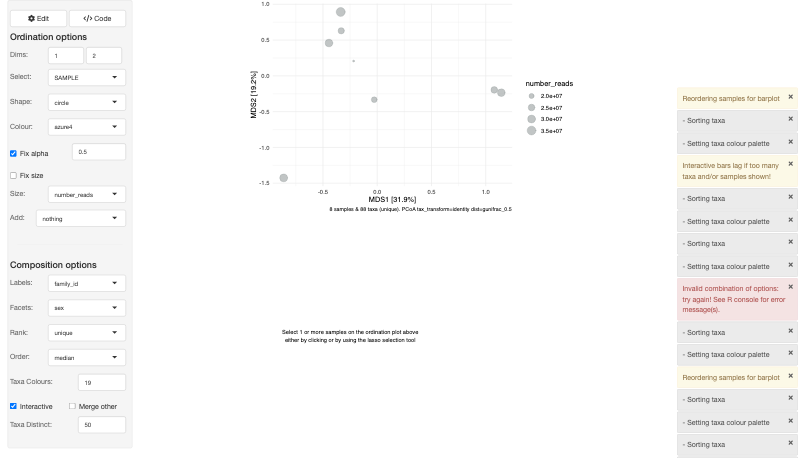 Edit
</> Code
Ordination options
Dims: 1 2
Select: SAMPLE
Shape: circle
Colour: azure4
Fix alpha 0.5
Fix size
Size: number_reads
Add: nothing
Composition options
Labels: family_id
Facets: sex
Rank: unique
Order: median
Taxa Colours: 19
Interactive Merge other
Taxa Distinct: 50
1.0
0.5
0.0
-0.5
-1.0
-1.5
MDS2 [19.2%]
-0.5 0.0 0.5 1.0
MDS1 [31.9%]
8 samples & 88 taxa (unique). PCoA tax_transform=identity dist=gunifrac_0.5
number_reads
2.0e+07
2.5e+07
3.0e+07
3.5e+07
Select 1 or more samples on the ordination plot above
either by clicking or by using the lasso selection tool
Reordering samples for barplot ×
- Sorting taxa ×
- Setting taxa colour palette ×
Interactive bars lag if too many ×
taxa and/or samples shown!
- Sorting taxa ×
- Setting taxa colour palette ×
- Sorting taxa ×
- Setting taxa colour palette ×
Invalid combination of options: ×
try again! See R console for error
message(s).
- Sorting taxa ×
- Setting taxa colour palette ×
Reordering samples for barplot ×
- Sorting taxa ×
- Setting taxa colour palette ×
- Sorting taxa ×